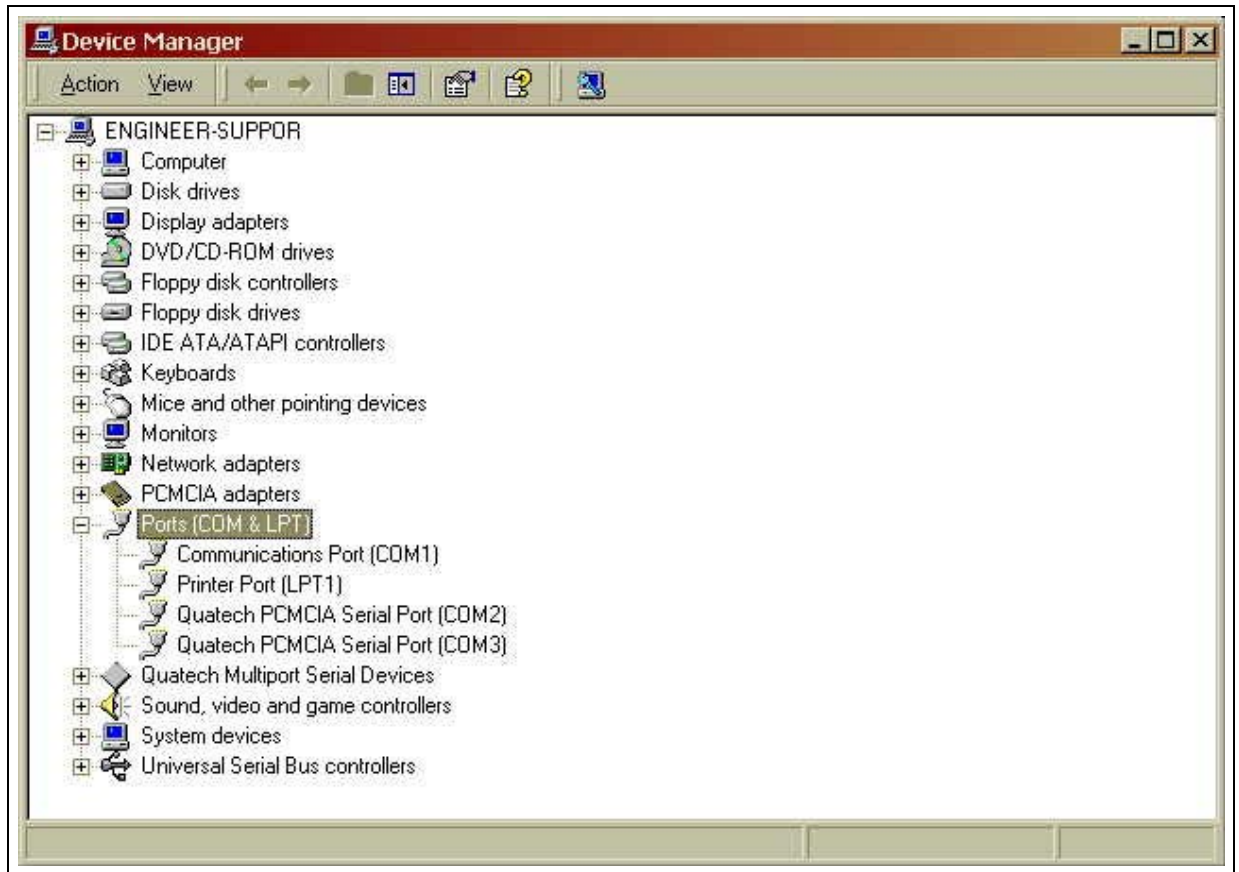 Device Manager
Action View
ENGINEER-SUPPOR
Computer
Disk drives
Display adapters
DVD/CD-ROM drives
Floppy disk controllers
Floppy disk drives
IDE ATA/ATAPI controllers
Keyboards
Mice and other pointing devices
Monitors
Network adapters
PCMCIA adapters
Ports (COM & LPT)
Communications Port (COM1)
Printer Port (LPT1)
Quatech PCMCIA Serial Port (COM2)
Quatech PCMCIA Serial Port (COM3)
Quatech Multiport Serial Devices
Sound, video and game controllers
System devices
Universal Serial Bus controllers